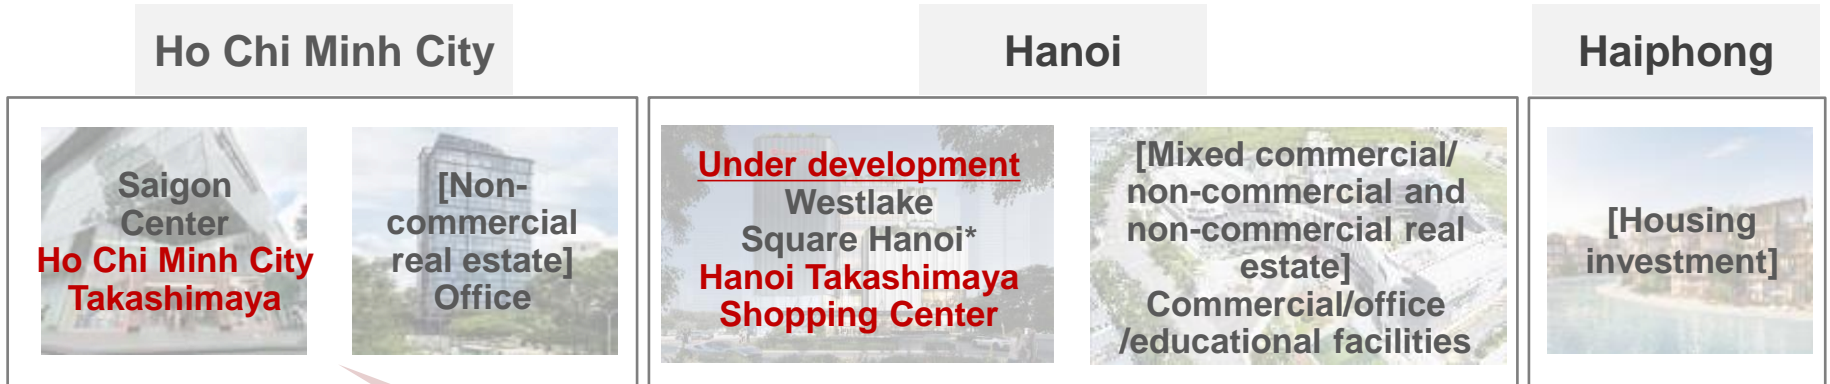 Ho Chi Minh City
Hanoi
Haiphong
Saigon
Center
Ho Chi Minh City
Takashimaya
[Non-
commercial
real estate]
Office
Under development
Westlake
Square Hanoi*
Hanoi Takashimaya
Shopping Center
[Mixed commercial/
non-commercial and
non-commercial real
estate]
Commercial/office
/educational facilities
[Housing
investment]